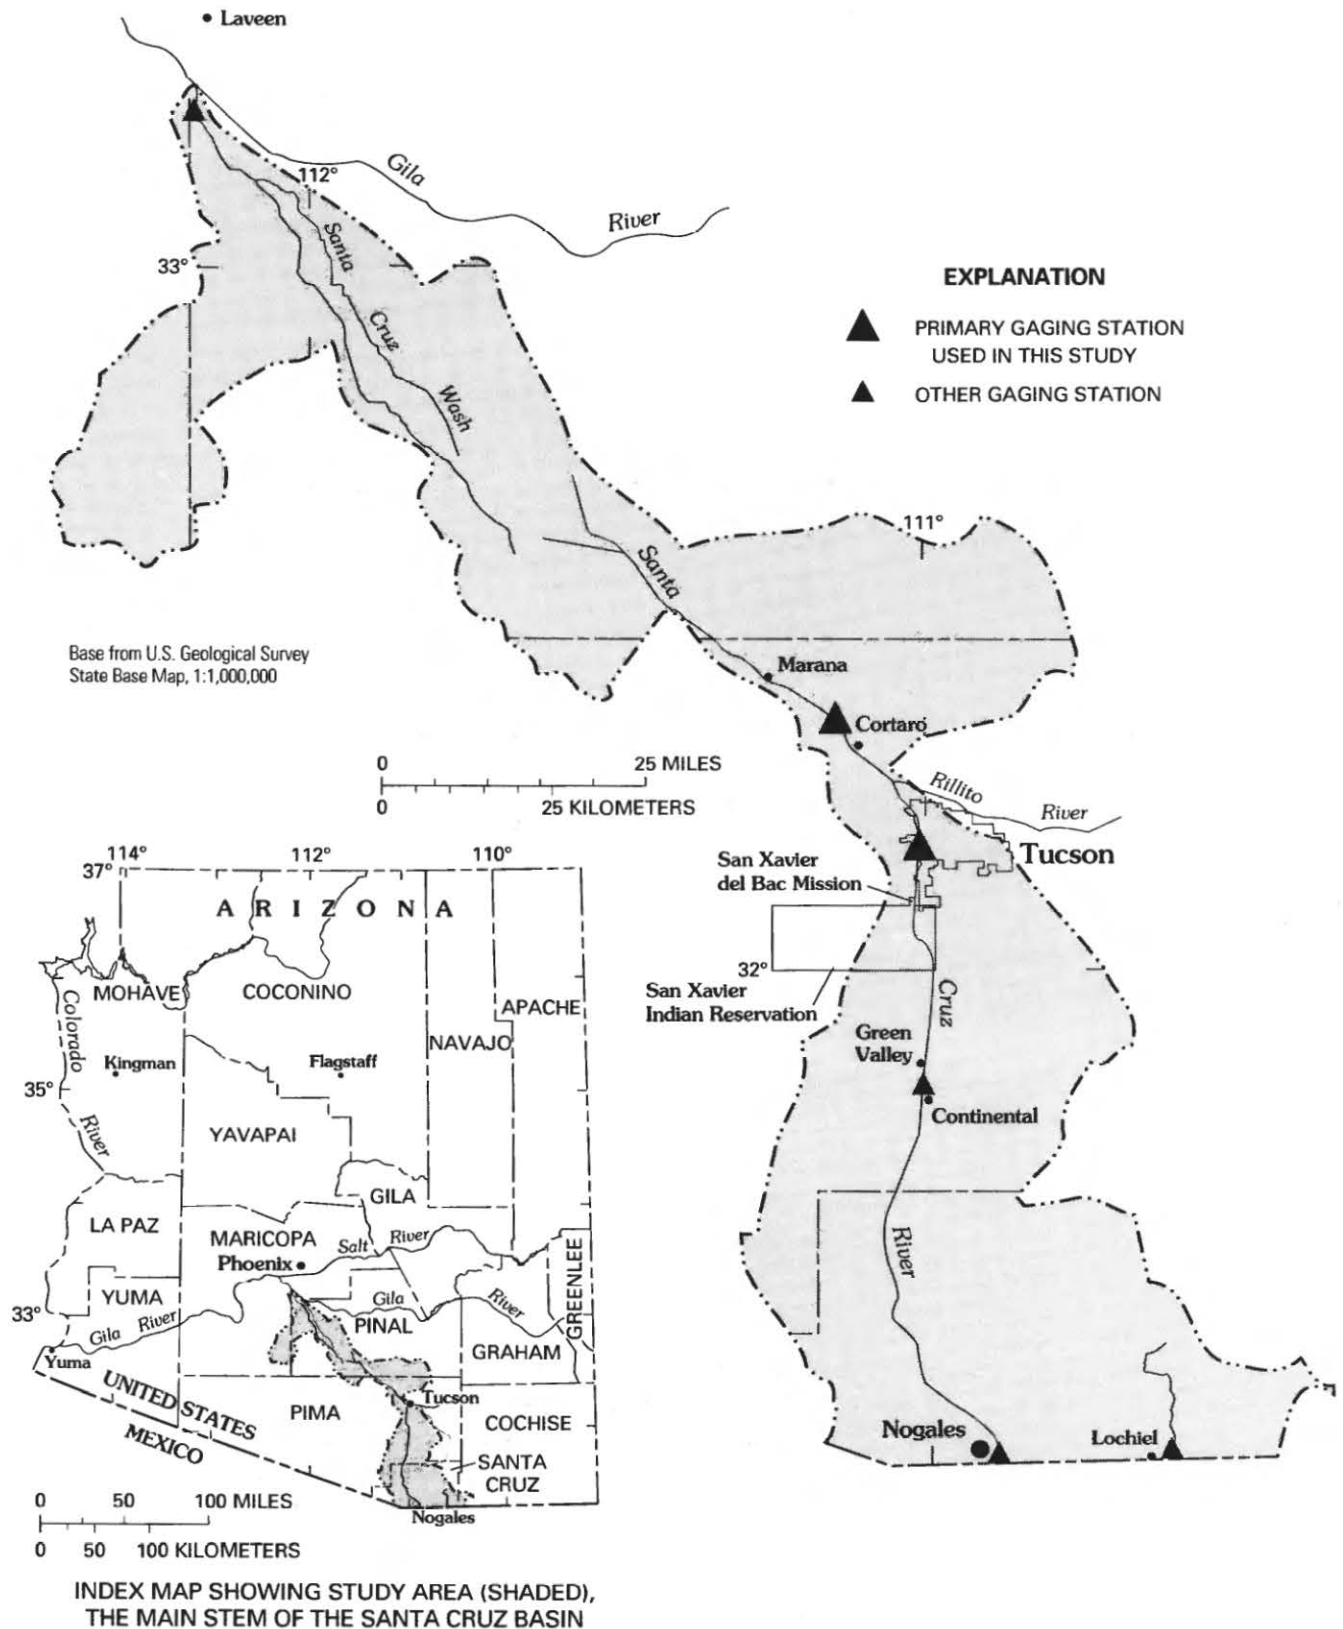 Laveen
Gila
River
112°
33°
Santa
Cruz
Wash
EXPLANATION
PRIMARY GAGING STATION
USED IN THIS STUDY
OTHER GAGING STATION
111°
Santa
Base from U.S. Geological Survey
State Base Map, 1:1,000,000
Marana
Cortaro
0 25 MILES
0 25 KILOMETERS
Rillito
River
Tucson
San Xavier
del Bac Mission
32°
San Xavier
Indian Reservation
Cruz
Green
Valley
Continental
River
Nogales
Lochiel
37°
114°
112°
110°
ARIZONA
MOHAVE
COCONINO
APACHE
NAVAJO
Colorado
River
Kingman
Flagstaff
35°
YAVAPAI
GILA
LA PAZ
MARICOPA
Phoenix
Salt
River
GREENLEE
YUMA
33°
Gila
River
Gila
River
PINAL
GRAHAM
Yuma
UNITED STATES
MEXICO
PIMA
Tucson
COCHISE
SANTA
CRUZ
Nogales
0 50 100 MILES
0 50 100 KILOMETERS
INDEX MAP SHOWING STUDY AREA (SHADED),
THE MAIN STEM OF THE SANTA CRUZ BASIN